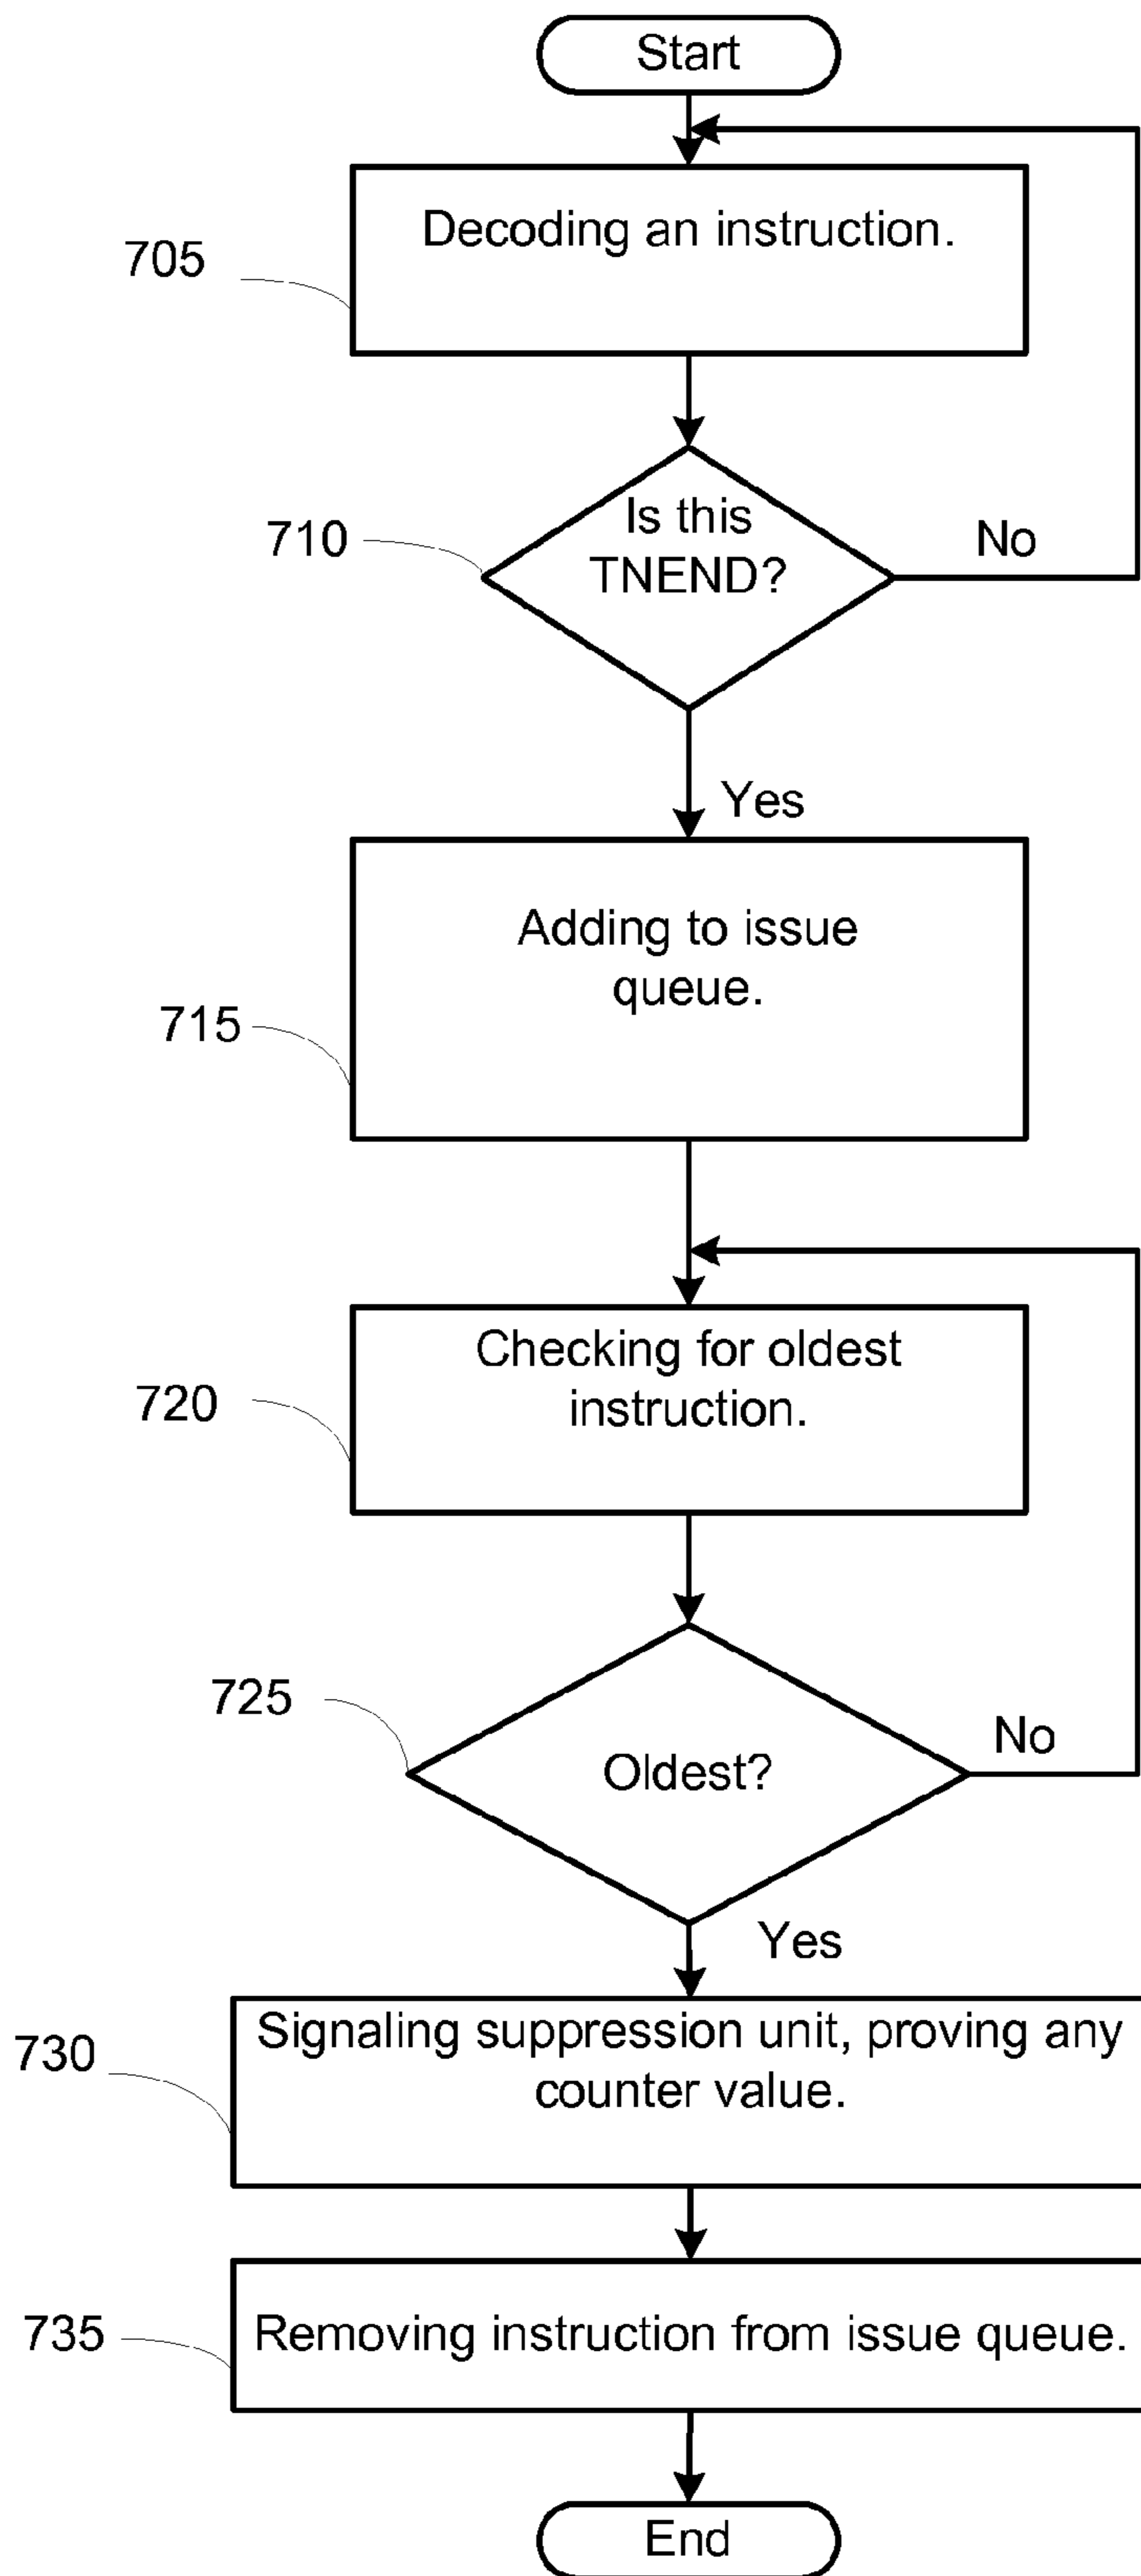 Start
Decoding an instruction.
705
Is this
TNEND?
710
No
Yes
Adding to issue
queue.
715
Checking for oldest
instruction.
720
725
Oldest?
No
Yes
Signaling suppression unit, proving any
counter value.
730
Removing instruction from issue queue.
735
End